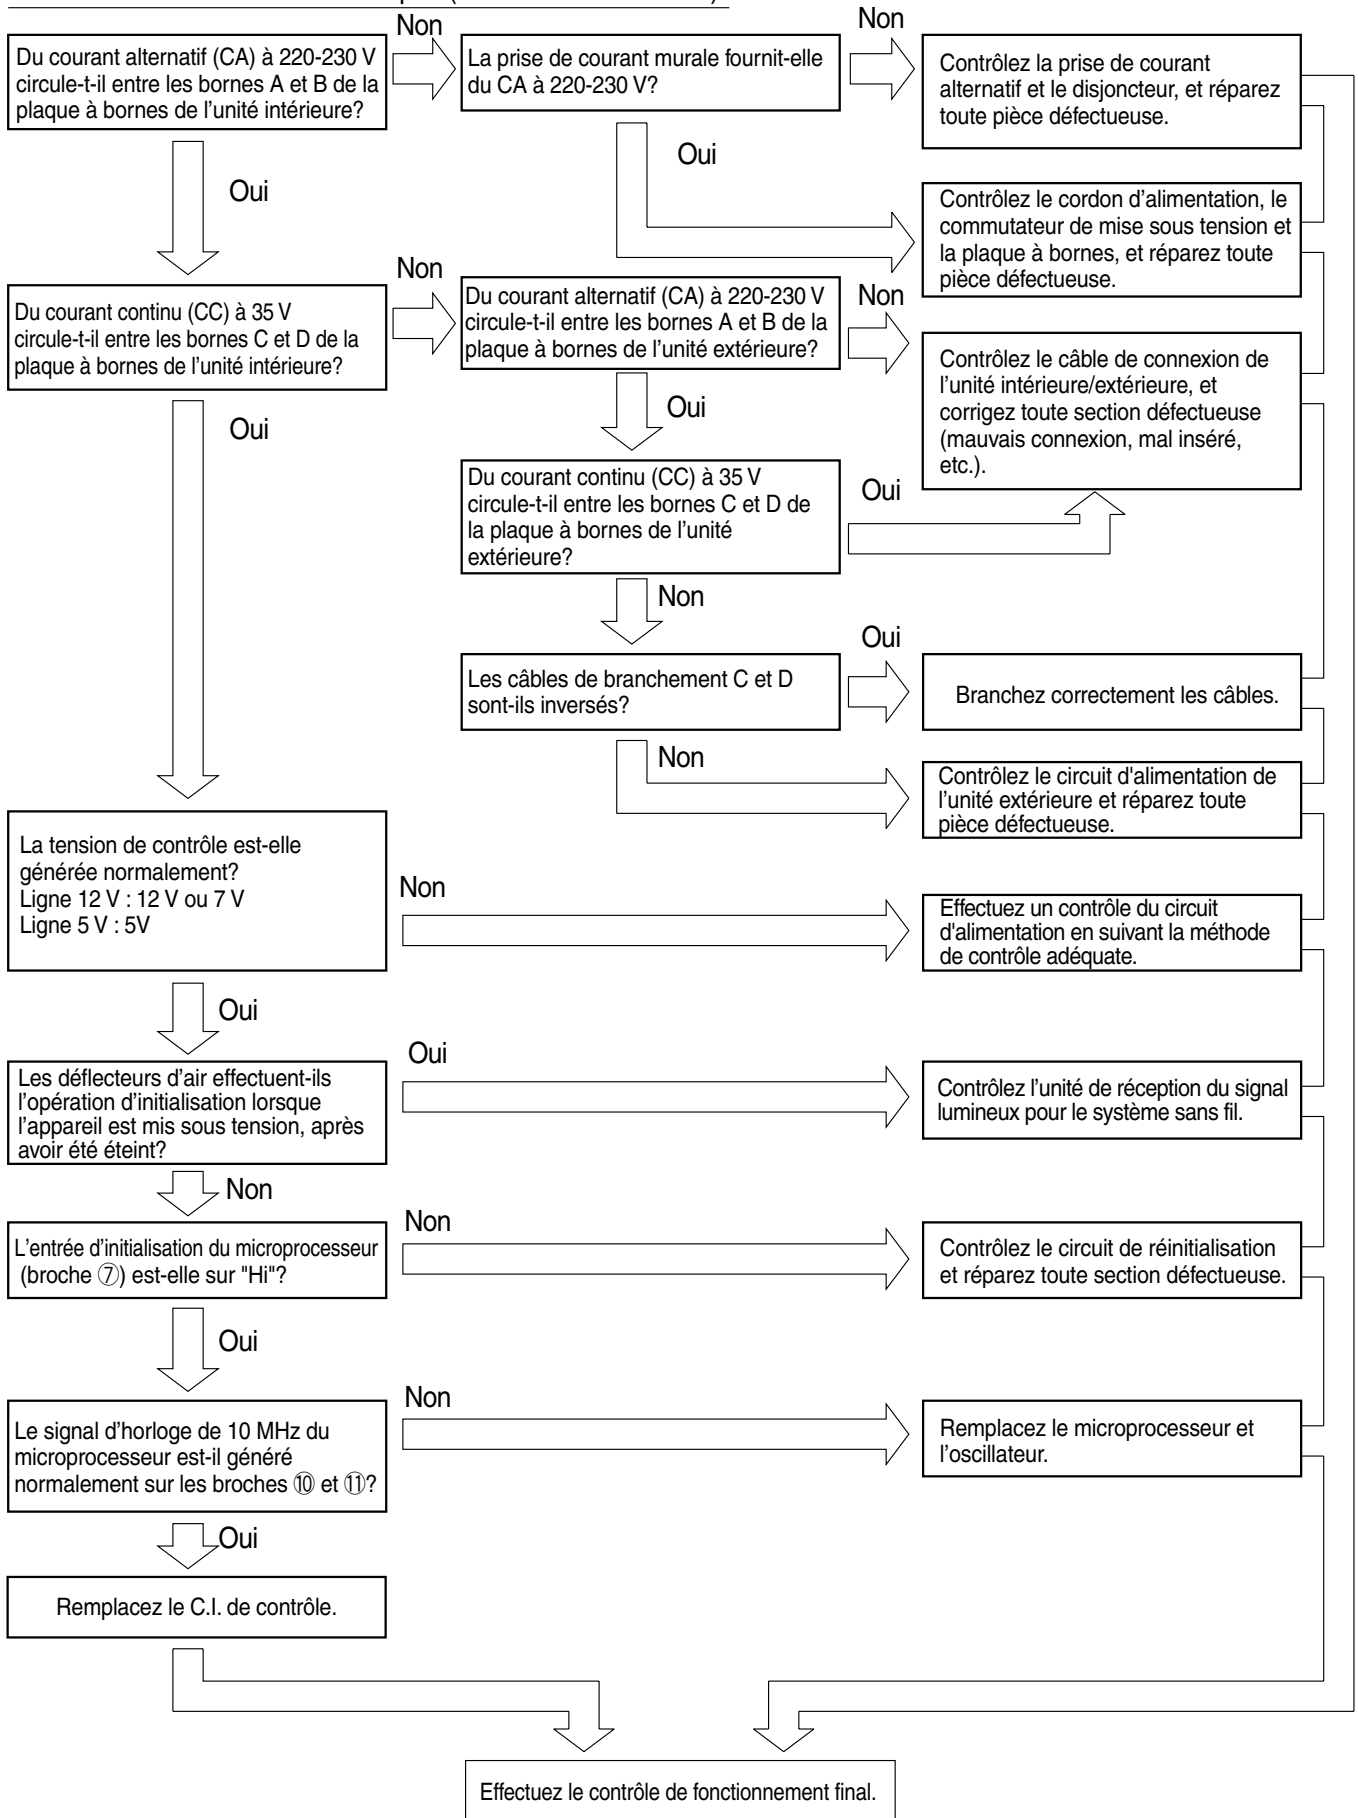 Non
Non
Du courant alternatif (CA) à 220-230 V
circule-t-il entre les bornes A et B de la
plaque à bornes de l'unité intérieure?
La prise de courant murale fournit-elle
du CA à 220-230 V?
Contrôlez la prise de courant
alternatif et le disjoncteur, et réparez
toute pièce défectueuse.
Oui
Oui
Contrôlez le cordon d'alimentation, le
commutateur de mise sous tension et
la plaque à bornes, et réparez toute
pièce défectueuse.
Non
Non
Du courant continu (CC) à 35 V
circule-t-il entre les bornes C et D de la
plaque à bornes de l'unité intérieure?
Du courant alternatif (CA) à 220-230 V
circule-t-il entre les bornes A et B de la
plaque à bornes de l'unité extérieure?
Contrôlez le câble de connexion de
l'unité intérieure/extérieure, et
corrigez toute section défectueuse
(mauvais connexion, mal inséré,
etc.).
Oui
Oui
Du courant continu (CC) à 35 V
circule-t-il entre les bornes C et D de
la plaque à bornes de l'unité
extérieure?
Oui
Non
Les câbles de branchement C et D
sont-ils inversés?
Oui
Branchez correctement les câbles.
Non
Contrôlez le circuit d'alimentation de
l'unité extérieure et réparez toute
pièce défectueuse.
La tension de contrôle est-elle
générée normalement?
Ligne 12 V : 12 V ou 7 V
Ligne 5 V : 5V
Non
Effectuez un contrôle du circuit
d'alimentation en suivant la méthode
de contrôle adéquate.
Oui
Les déflecteurs d'air effectuent-ils
l'opération d'initialisation lorsque
l'appareil est mis sous tension, après
avoir été éteint?
Oui
Contrôlez l'unité de réception du signal
lumineux pour le système sans fil.
Non
L'entrée d'initialisation du microprocesseur
(broche ⑦) est-elle sur "Hi"?
Non
Contrôlez le circuit de réinitialisation
et réparez toute section défectueuse.
Oui
Le signal d'horloge de 10 MHz du
microprocesseur est-il généré
normalement sur les broches ⑩ et ⑪?
Non
Remplacez le microprocesseur et
l'oscillateur.
Oui
Remplacez le C.I. de contrôle.
Effectuez le contrôle de fonctionnement final.